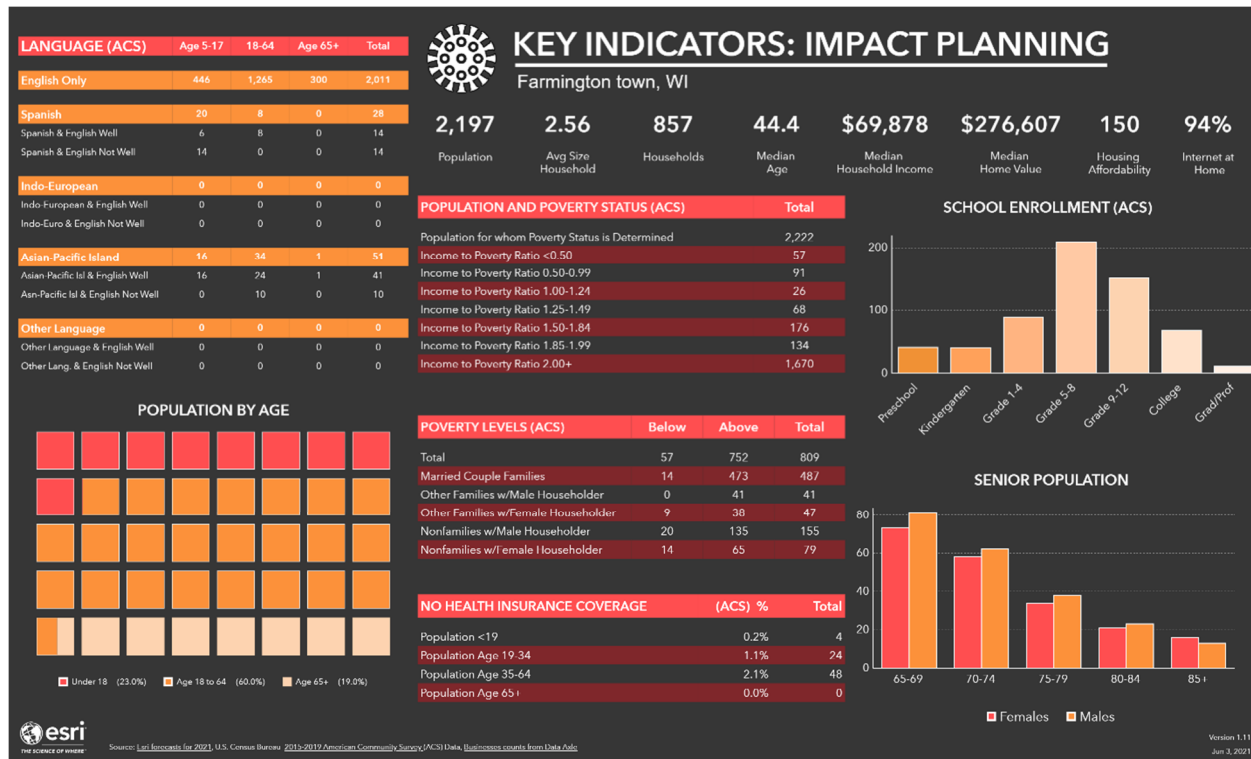 LANGUAGE (ACS) Age 5-17 18-64 Age 65+ Total
English Only 446 1,265 300 2,011
Spanish 20 8 0 28
Spanish & English Well 6 8 0 14
Spanish & English Not Well 14 0 0 14
Indo-European 0 0 0 0
Indo-European & English Well 0 0 0 0
Indo-Euro & English Not Well 0 0 0 0
Asian-Pacific Island 16 34 1 51
Asian-Pacific Isl & English Well 16 24 1 41
Asn-Pacific Isl & English Not Well 0 10 0 10
Other Language 0 0 0 0
Other Language & English Well 0 0 0 0
Other Lang. & English Not Well 0 0 0 0
POPULATION BY AGE
Under 18 (23.0%) Age 18 to 64 (60.0%) Age 65+ (19.0%)
KEY INDICATORS: IMPACT PLANNING
Farmington town, WI
2,197 2.56 857 44.4 $69,878 $276,607 150 94%
Population Avg Size Households Median Median Median Housing Internet at
Household Age Household Income Home Value Affordability Home
POPULATION AND POVERTY STATUS (ACS) Total
Population for whom Poverty Status is Determined 2,222
Income to Poverty Ratio <0.50 57
Income to Poverty Ratio 0.50-0.99 91
Income to Poverty Ratio 1.00-1.24 26
Income to Poverty Ratio 1.25-1.49 68
Income to Poverty Ratio 1.50-1.84 176
Income to Poverty Ratio 1.85-1.99 134
Income to Poverty Ratio 2.00+ 1,670
POVERTY LEVELS (ACS) Below Above Total
Total 57 752 809
Married Couple Families 14 473 487
Other Families w/Male Householder 0 41 41
Other Families w/Female Householder 9 38 47
Nonfamilies w/Male Householder 20 135 155
Nonfamilies w/Female Householder 14 65 79
NO HEALTH INSURANCE COVERAGE (ACS) % Total
Population <19 0.2% 4
Population Age 19-34 1.1% 24
Population Age 35-64 2.1% 48
Population Age 65+ 0.0% 0
SCHOOL ENROLLMENT (ACS)
200
100
0
Preschool Kindergarten Grade 1-4 Grade 5-8 Grade 9-12 College Grad/Prof
SENIOR POPULATION
80
60
40
20
0
65-69 70-74 75-79 80-84 85+
Females Males
esri
THE SCIENCE OF WHERE
Source: Esri forecasts for 2021, U.S. Census Bureau 2015-2019 American Community Survey (ACS) Data, Businesses counts from Data Axle
Version 1.11
Jun 3, 2021